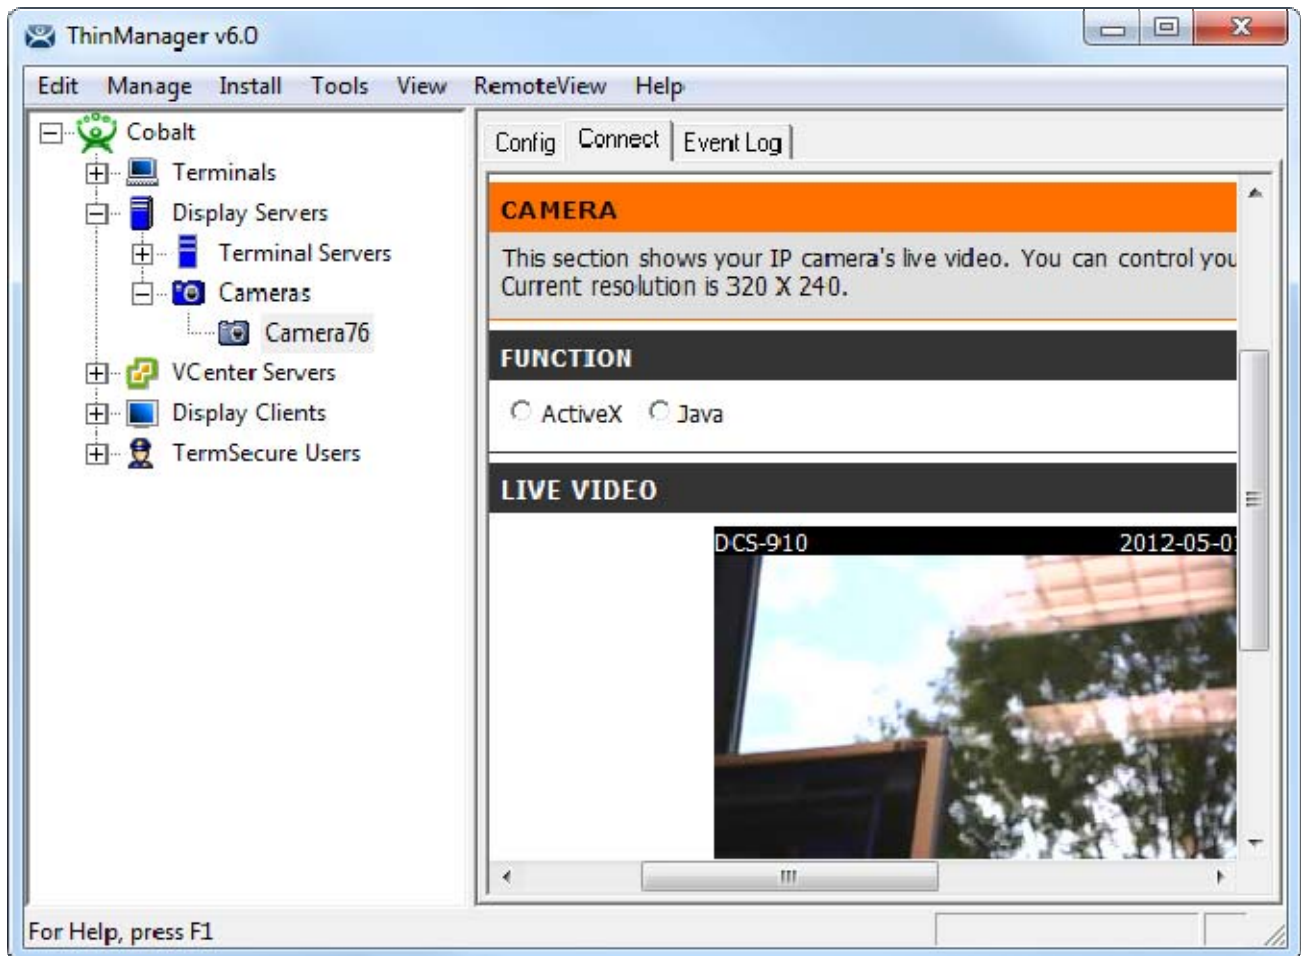 ThinManager v6.0
Edit Manage Install Tools View RemoteView Help
Cobalt
Terminals
Display Servers
Terminal Servers
Cameras
Camera76
VCenter Servers
Display Clients
TermSecure Users
Config Connect Event Log
CAMERA
This section shows your IP camera's live video. You can control you
Current resolution is 320 X 240.
FUNCTION
ActiveX Java
LIVE VIDEO
DCS-910 2012-05-01
For Help, press F1